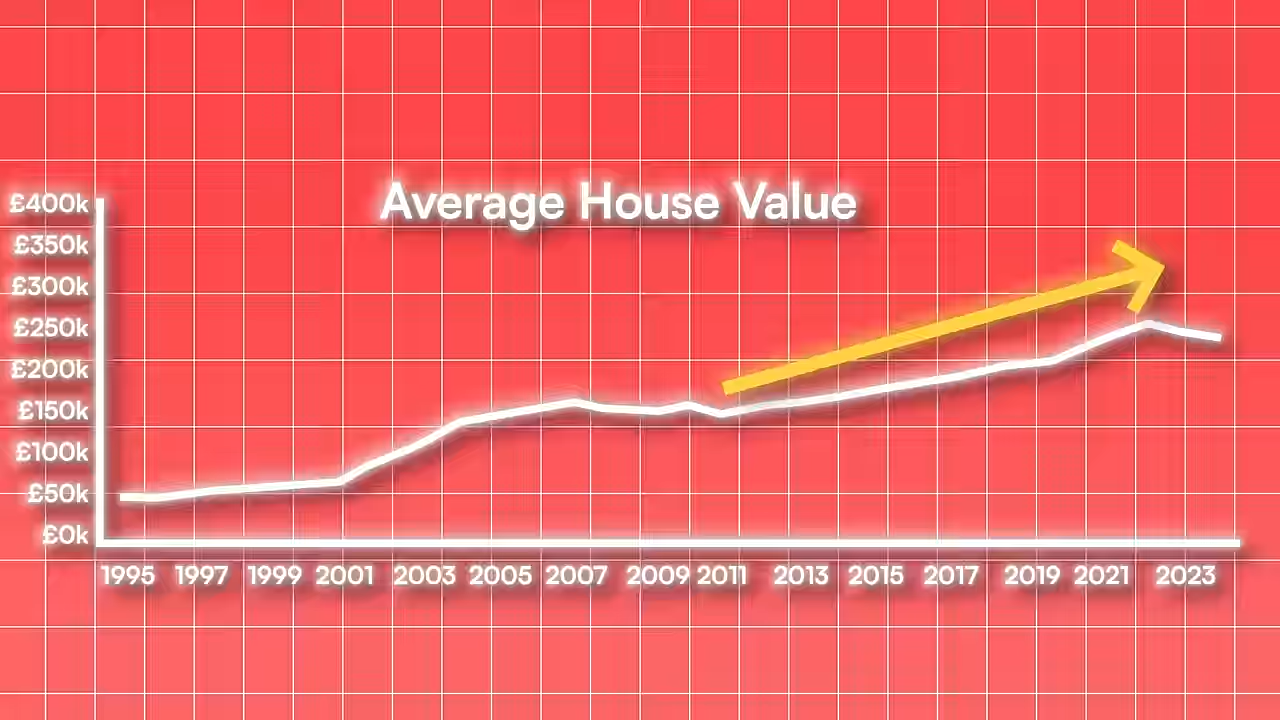 Average House Value
£400k
£350k
£300k
£250k
£200k
£150k
£100k
£50k
£0k
1995 1997 1999 2001 2003 2005 2007 2009 2011 2013 2015 2017 2019 2021 2023